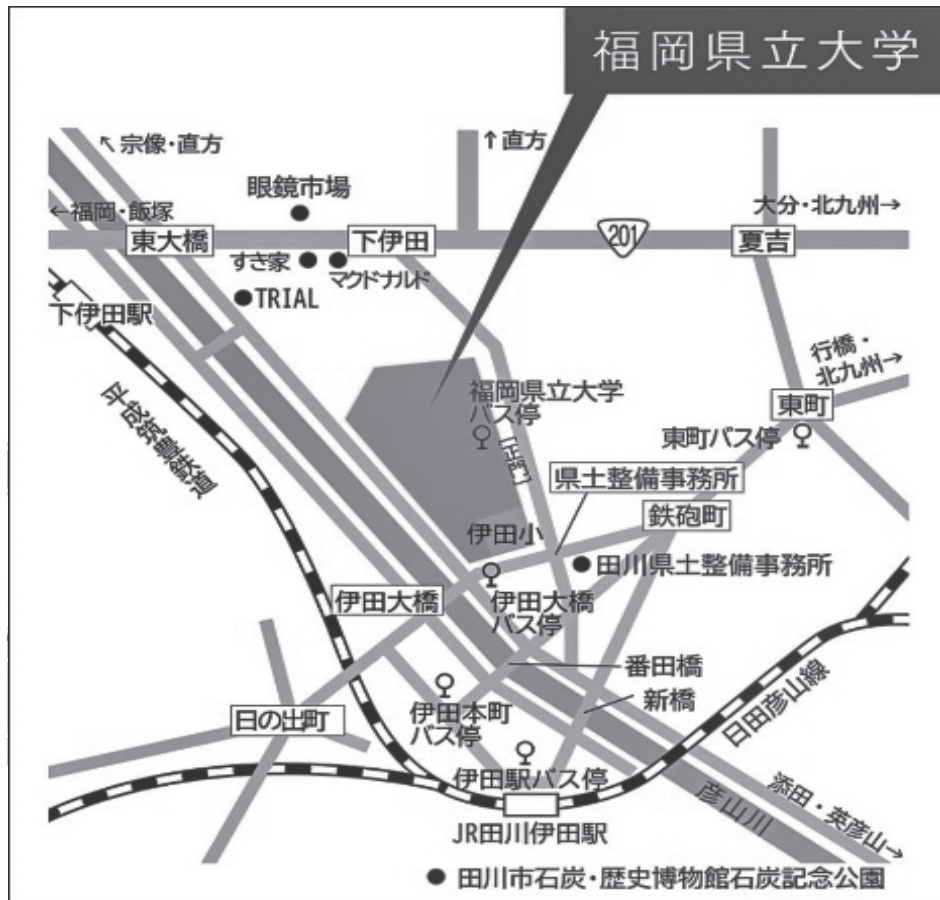 福岡県立大学
↖宗像・直方
↑直方
眼鏡市場
←福岡・飯塚
大分・北九州→
東大橋
下伊田
201
夏吉
すき家
マクドナルド
TRIAL
下伊田駅
行橋・
北九州→
平成筑豊鉄道
福岡県立大学
バス停
東町
東町バス停
[正門]
県土整備事務所
鉄砲町
伊田小
田川県土整備事務所
伊田大橋
伊田大橋
バス停
番田橋
新橋
日田彦山線
日の出町
伊田本町
バス停
伊田駅バス停
彦山川
添田・英彦山→
JR田川伊田駅
田川市石炭・歴史博物館石炭記念公園